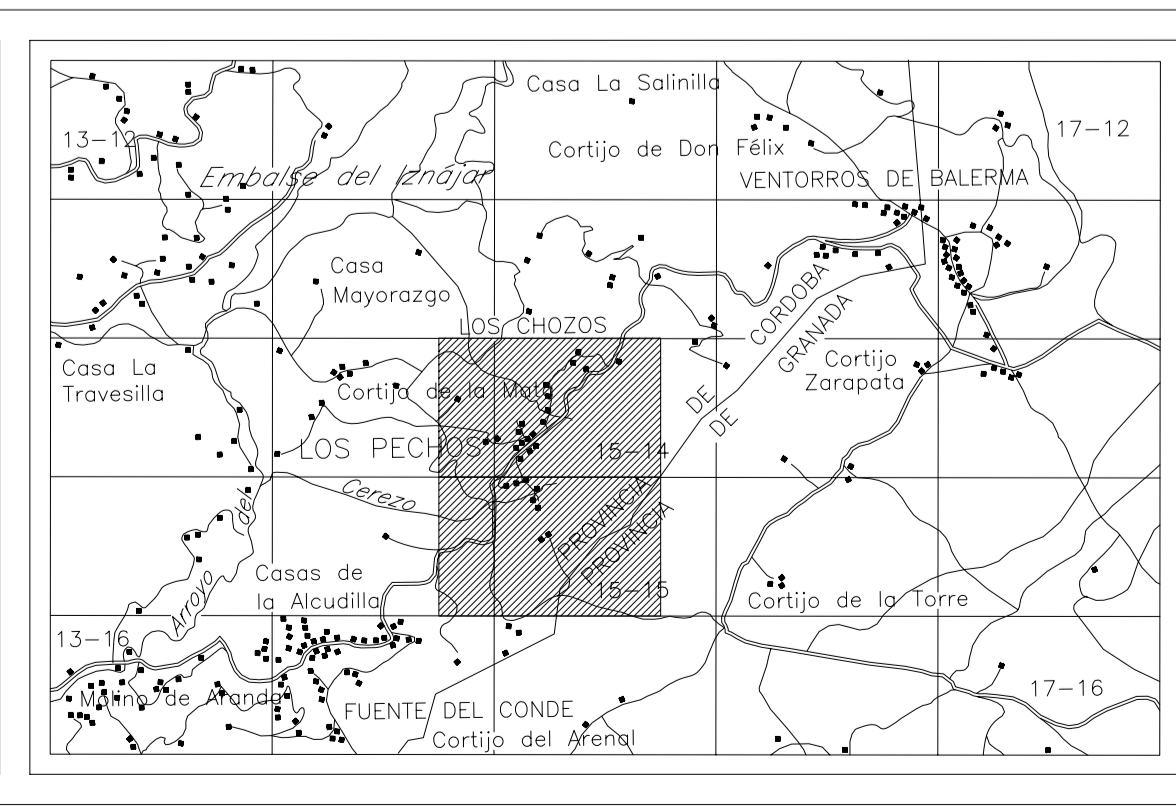 Casa La Salinilla
13-12
17-12
Cortijo de Don Félix
Embalse del Iznájar
VENTORROS DE BALERMA
Casa
Mayorazgo
CORDOBA
GRANADA
LOS CHOZOS
Casa La
Travesilla
Cortijo
Zarapata
Cortijo de la Mata
DE
DE
LOS PECHOS
15-14
Cerezo
del
PROVINCIA
PROVINCIA
Casas de
la Alcudilla
Arroyo
15-15
Cortijo de la Torre
13-16
Molino de Aranda
17-16
FUENTE DEL CONDE
Cortijo del Arenal